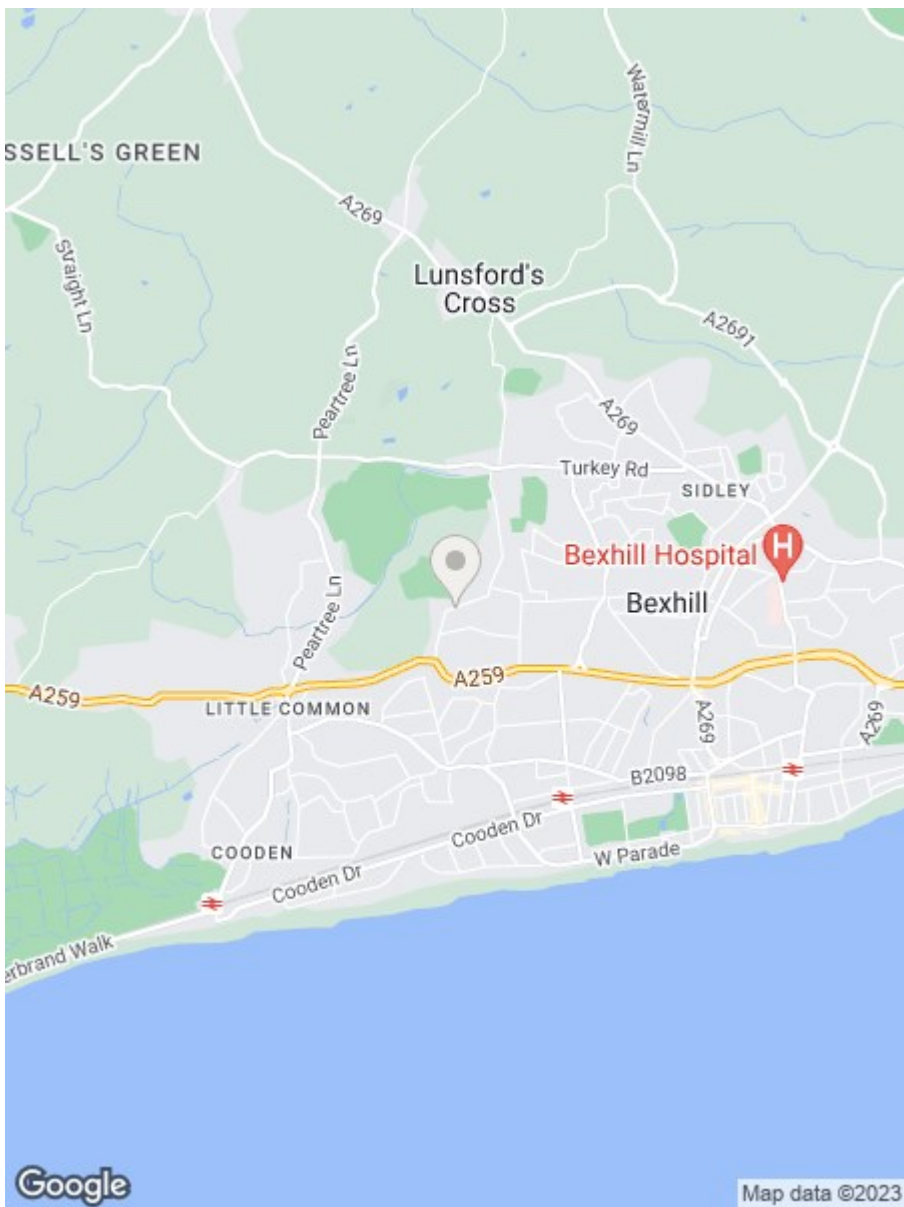 SSELL'S GREEN
Watermill Ln
A269
Straight Ln
Lunsford's
Cross
A2691
Peartree Ln
A269
Turkey Rd
SIDLEY
Bexhill Hospital
H
Bexhill
Peartree Ln
A259
A259
LITTLE COMMON
A269
A269
B2098
Cooden Dr
COODEN
W Parade
Cooden Dr
erbrand Walk
Google
Map data ©2023